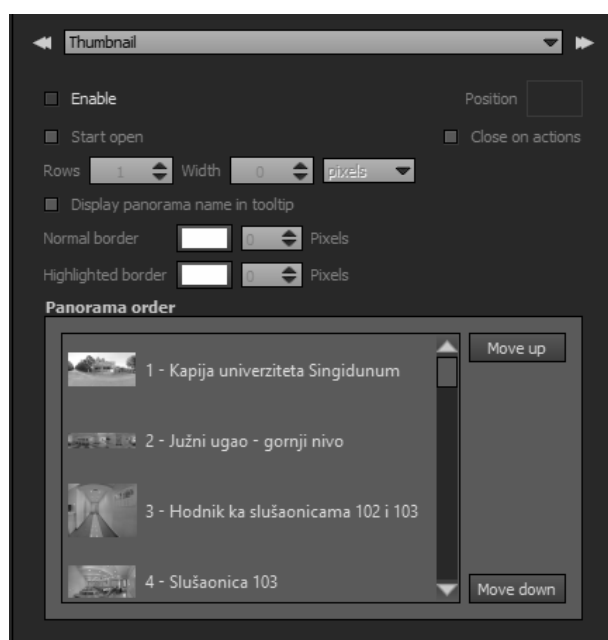 Thumbnail
Enable Position
Start open Close on actions
Rows 1 Width 0 pixels
Display panorama name in tooltip
Normal border 0 Pixels
Highlighted border 0 Pixels
Panorama order
1 - Kapija univerziteta Singidunum
Move up
2 - Južni ugao - gornji nivo
3 - Hodnik ka slušaonicama 102 i 103
4 - Slušaonica 103
Move down